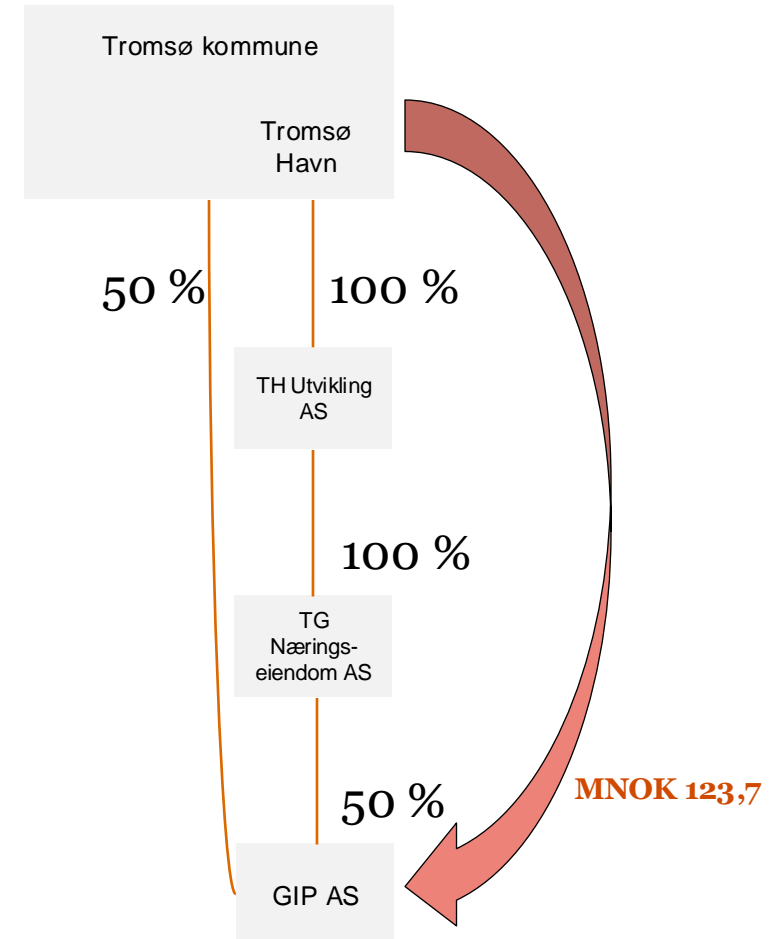 Tromsø kommune
Tromsø
Havn
50 %
100 %
TH Utvikling
AS
100 %
TG
Nærings-
eiendom AS
MNOK 123,7
50 %
GIP AS